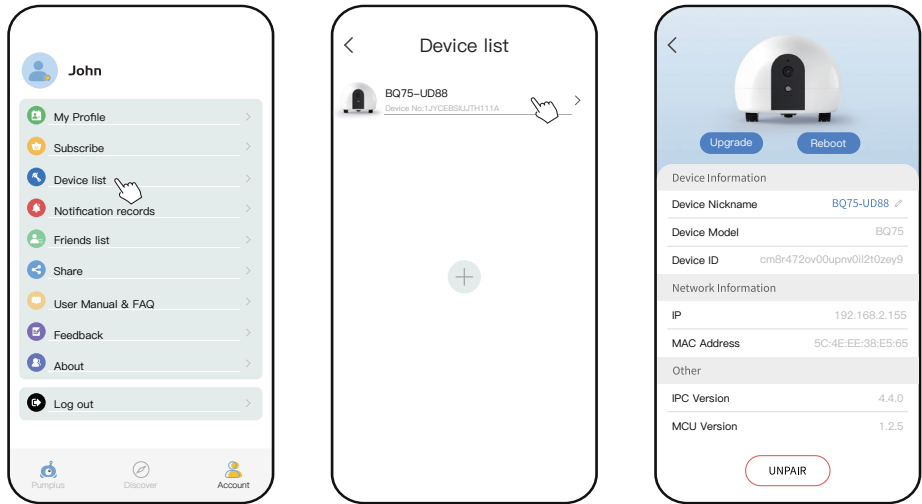 John
My Profile
Subscribe
Device list
Notification records
Friends list
Share
User Manual & FAQ
Feedback
About
Log out
Pumpius
Discover
Account
Device list
BQ75-UD88
Device No:1JYCEBSIUJTH111A
Upgrade
Reboot
Device Information
Device Nickname BQ75-UD88
Device Model BQ75
Device ID cm8r472ov00upnv0il2t0zey9
Network Information
IP 192.168.2.155
MAC Address 5C:4E:EE:38:E5:65
Other
IPC Version 4.4.0
MCU Version 1.2.5
UNPAIR